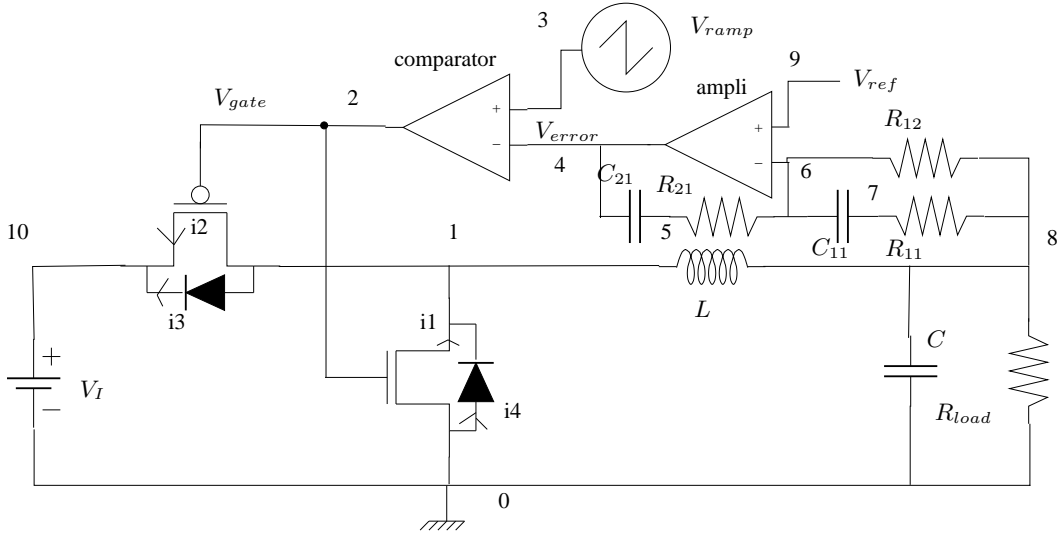 3
V_ramp
comparator
9
V_ref
ampli
V_gate
2
+
−
V_error
4
+
−
6
R_12
C_21
R_21
7
5
C_11
R_11
8
10
i2
1
i3
L
i1
i4
+
V_I
−
C
R_load
0